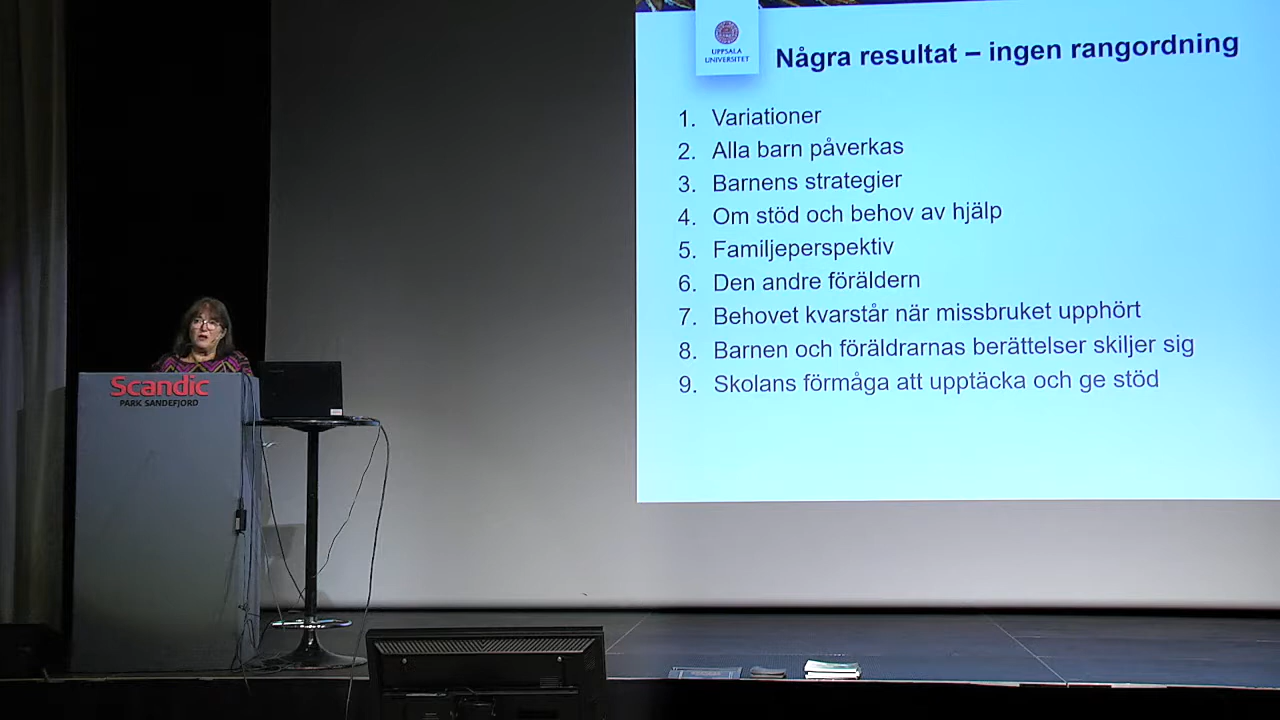 UPPSALA
UNIVERSITET
Några resultat – ingen rangordning
1. Variationer
2. Alla barn påverkas
3. Barnens strategier
4. Om stöd och behov av hjälp
5. Familjeperspektiv
6. Den andre föräldern
7. Behovet kvarstår när missbruket upphört
8. Barnen och föräldrarnas berättelser skiljer sig
9. Skolans förmåga att upptäcka och ge stöd
Scandic
PARK SANDEFJORD